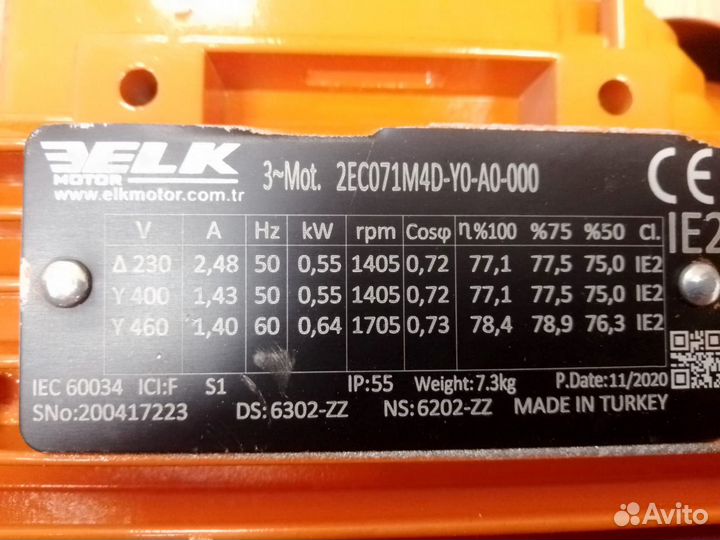 ELK
MOTOR
www.elkmotor.com.tr
3~Mot. 2EC071M4D-Y0-A0-000
CE
IE2
V A Hz kW rpm Cosφ η%100 %75 %50 Cl.
Δ 230 2,48 50 0,55 1405 0,72 77,1 77,5 75,0 IE2
Y 400 1,43 50 0,55 1405 0,72 77,1 77,5 75,0 IE2
Y 460 1,40 60 0,64 1705 0,73 78,4 78,9 76,3 IE2
IEC 60034 ICI:F S1 IP:55 Weight:7.3kg P.Date:11/2020
SNo:200417223 DS:6302-ZZ NS:6202-ZZ MADE IN TURKEY
Avito